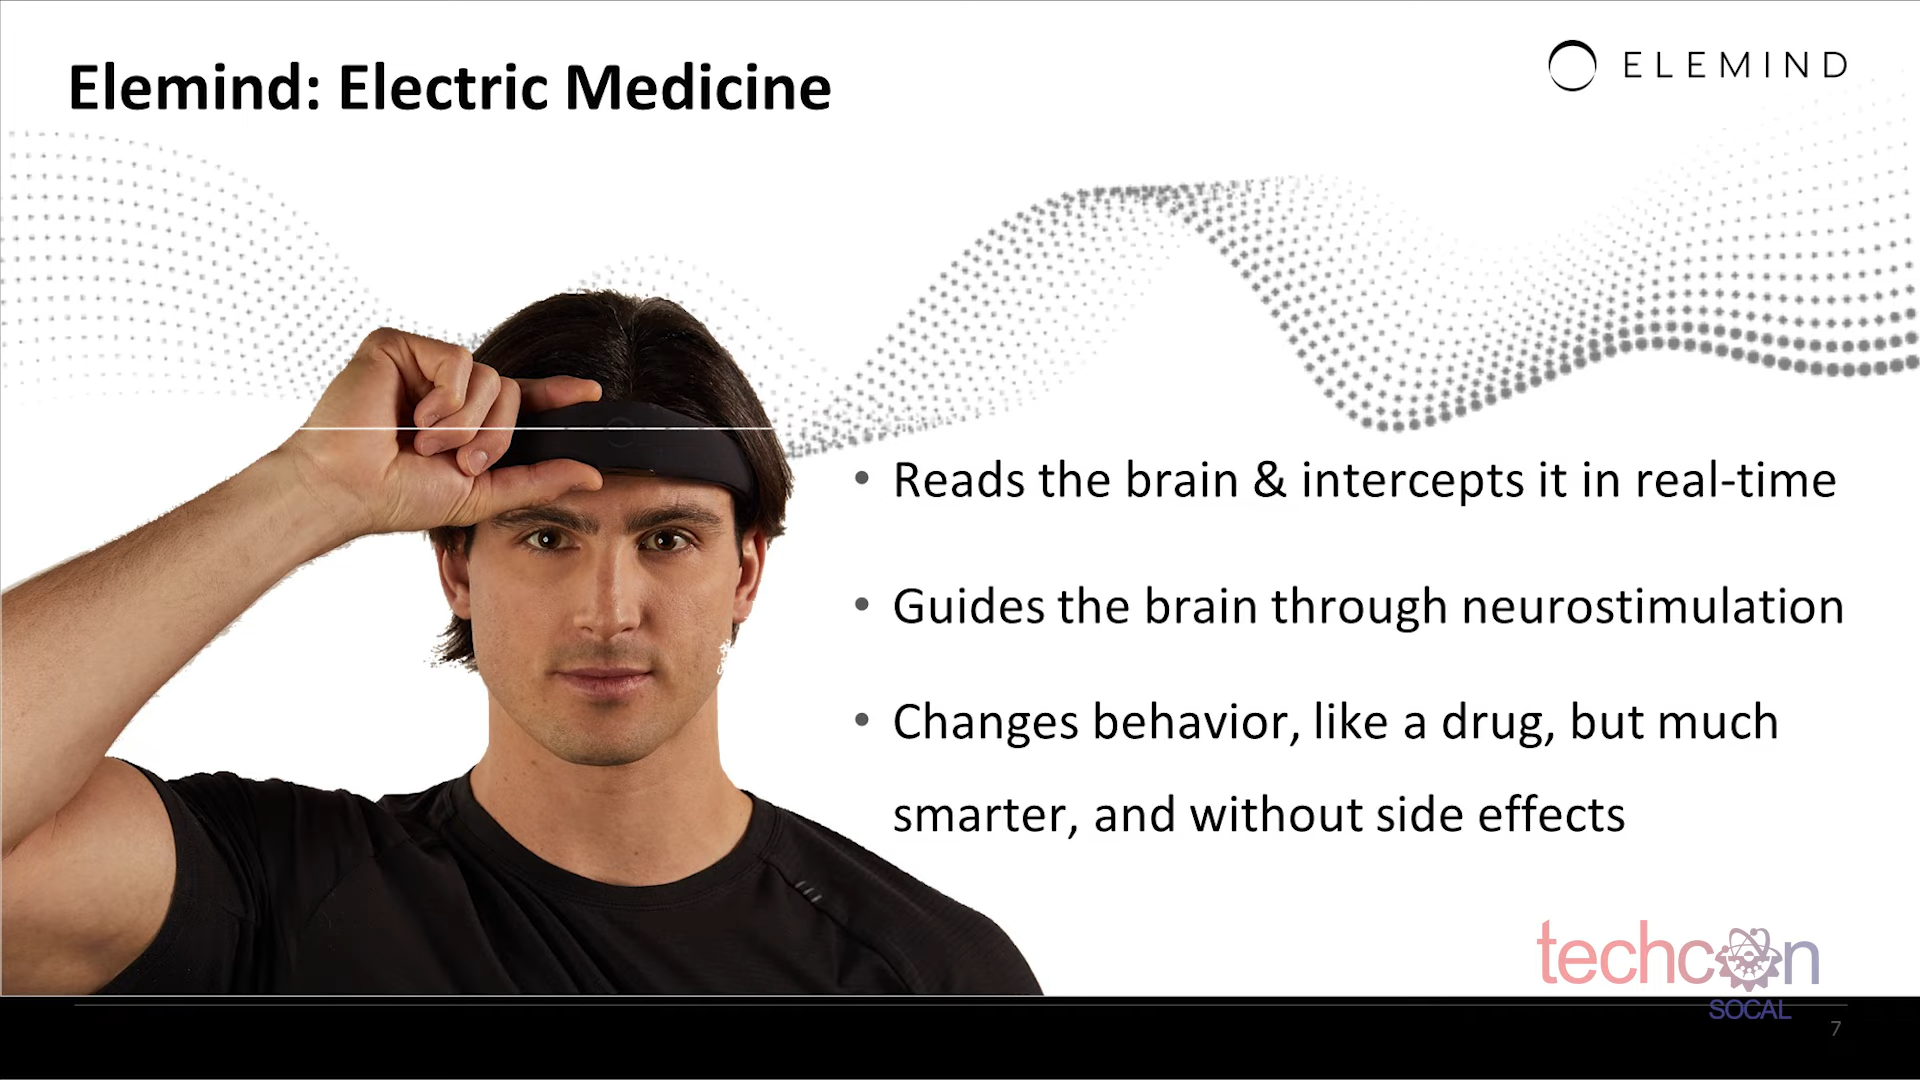 Elemind: Electric Medicine
ELEMIND
• Reads the brain & intercepts it in real-time
• Guides the brain through neurostimulation
• Changes behavior, like a drug, but much
smarter, and without side effects
techcon
SOCAL
7